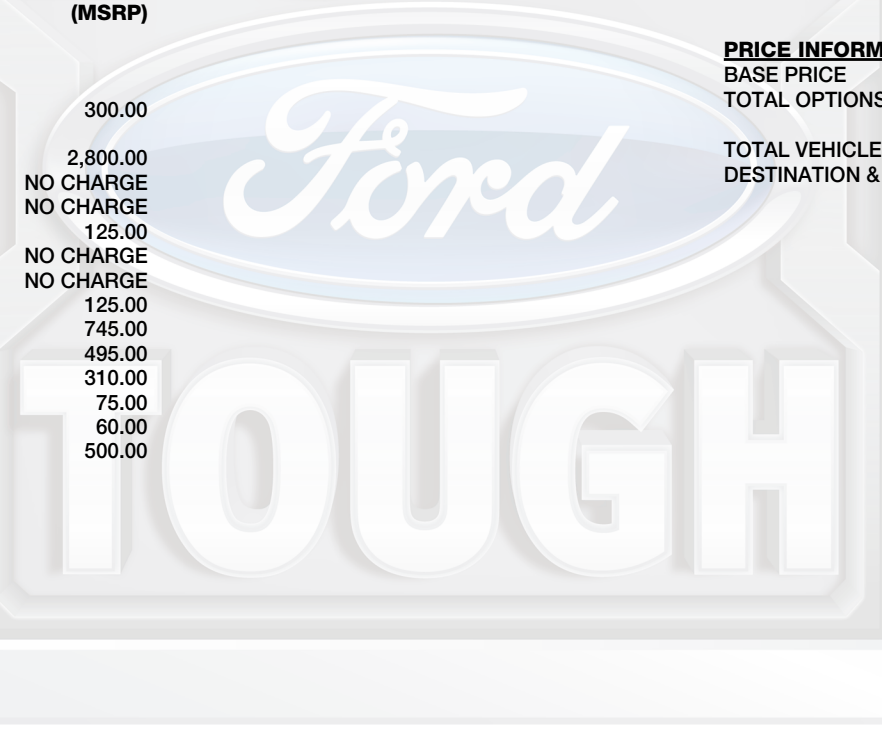 (MSRP)
300.00
2,800.00
NO CHARGE
NO CHARGE
125.00
NO CHARGE
NO CHARGE
125.00
745.00
495.00
310.00
75.00
60.00
500.00
PRICE INFORM
BASE PRICE
TOTAL OPTIONS
TOTAL VEHICLE
DESTINATION &
Ford
TOUGH